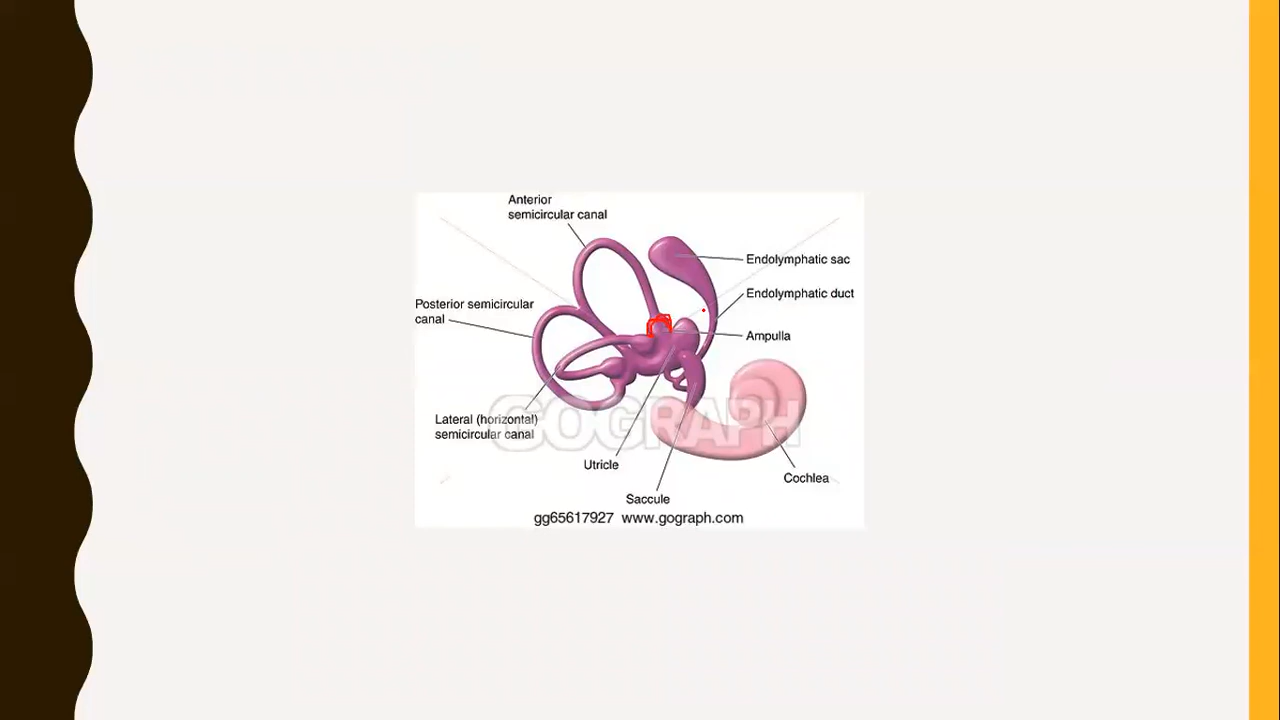 Anterior
semicircular canal
Endolymphatic sac
Endolymphatic duct
Posterior semicircular
canal
Ampulla
Lateral (horizontal)
semicircular canal
GOGRAPH
Utricle
Cochlea
Saccule
gg65617927 www.gograph.com